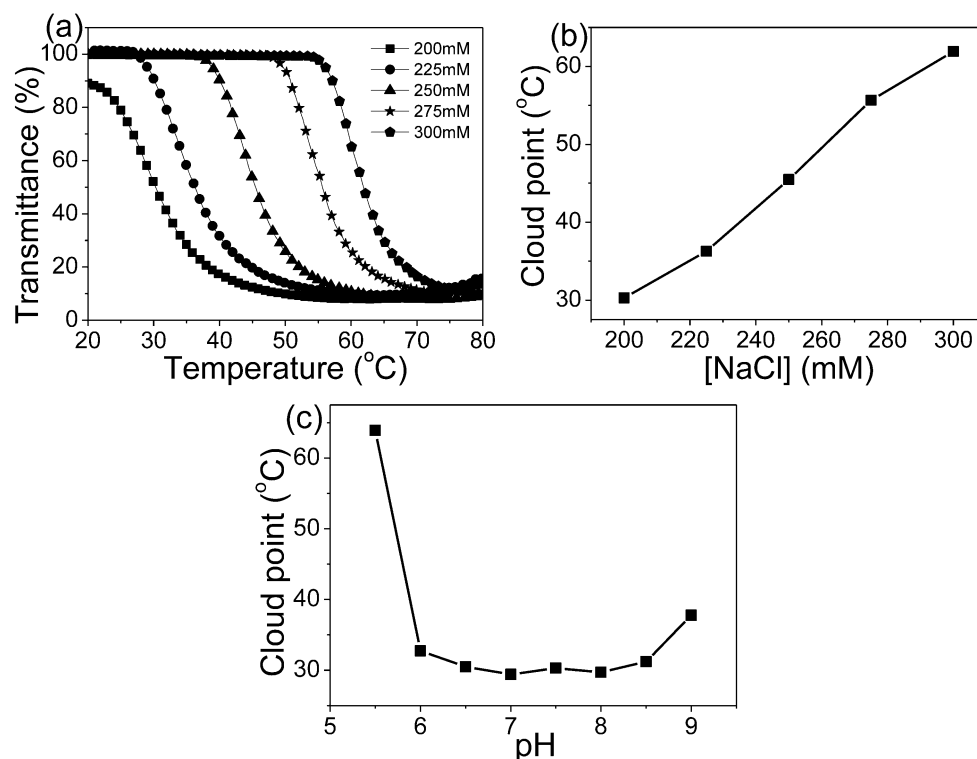 (a)
100
80
60
40
20
0
Transmittance (%)
200mM
225mM
250mM
275mM
300mM
20 30 40 50 60 70 80
Temperature (°C)
(b)
60
50
40
30
Cloud point (°C)
200 220 240 260 280 300
[NaCl] (mM)
(c)
60
50
40
30
Cloud point (°C)
5 6 7 8 9
pH